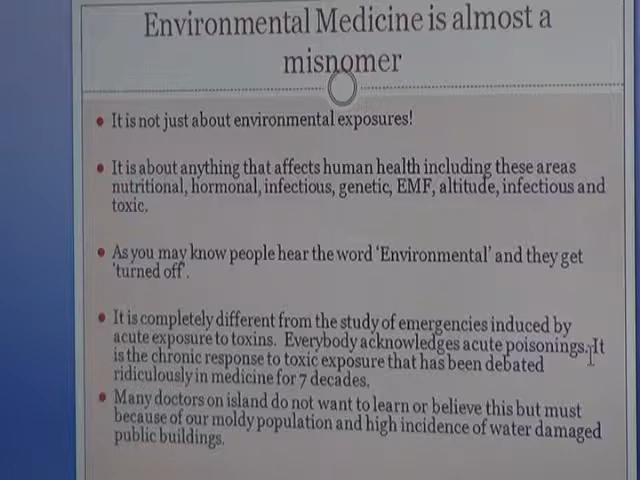 Environmental Medicine is almost a
misnomer
It is not just about environmental exposures!
It is about anything that affects human health including these areas
nutritional, hormonal, infectious, genetic, EMF, altitude, infectious and
toxic.
As you may know people hear the word 'Environmental' and they get
'turned off'.
It is completely different from the study of emergencies induced by
acute exposure to toxins. Everybody acknowledges acute poisonings. It
is the chronic response to toxic exposure that has been debated
ridiculously in medicine for 7 decades.
Many doctors on island do not want to learn or believe this but must
because of our moldy population and high incidence of water damaged
public buildings.